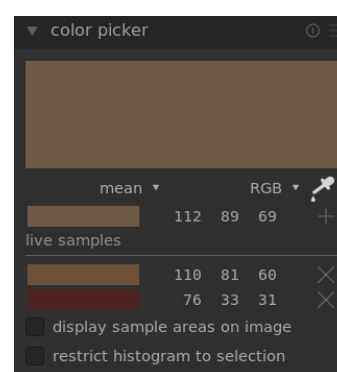 color picker
mean RGB
112 89 69
live samples
110 81 60
76 33 31
display sample areas on image
restrict histogram to selection